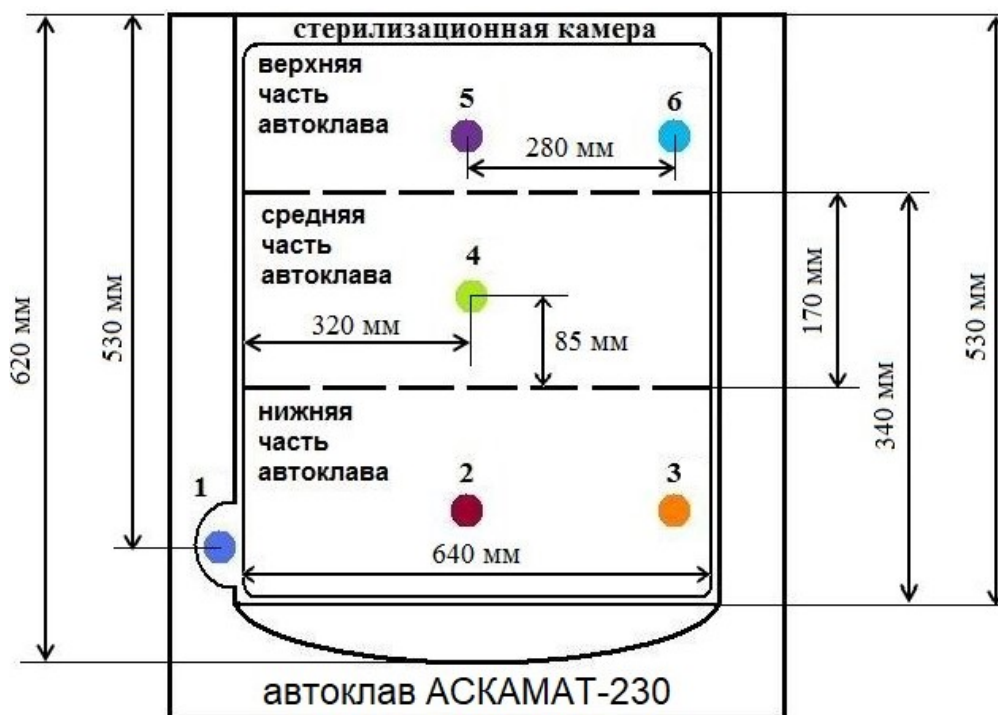 стерилизационная камера
верхняя
часть
автоклава
5
6
280 мм
средняя
часть
автоклава
4
320 мм
85 мм
170 мм
340 мм
530 мм
620 мм
530 мм
нижняя
часть
автоклава
1
2
3
640 мм
автоклав АСКАМАТ-230